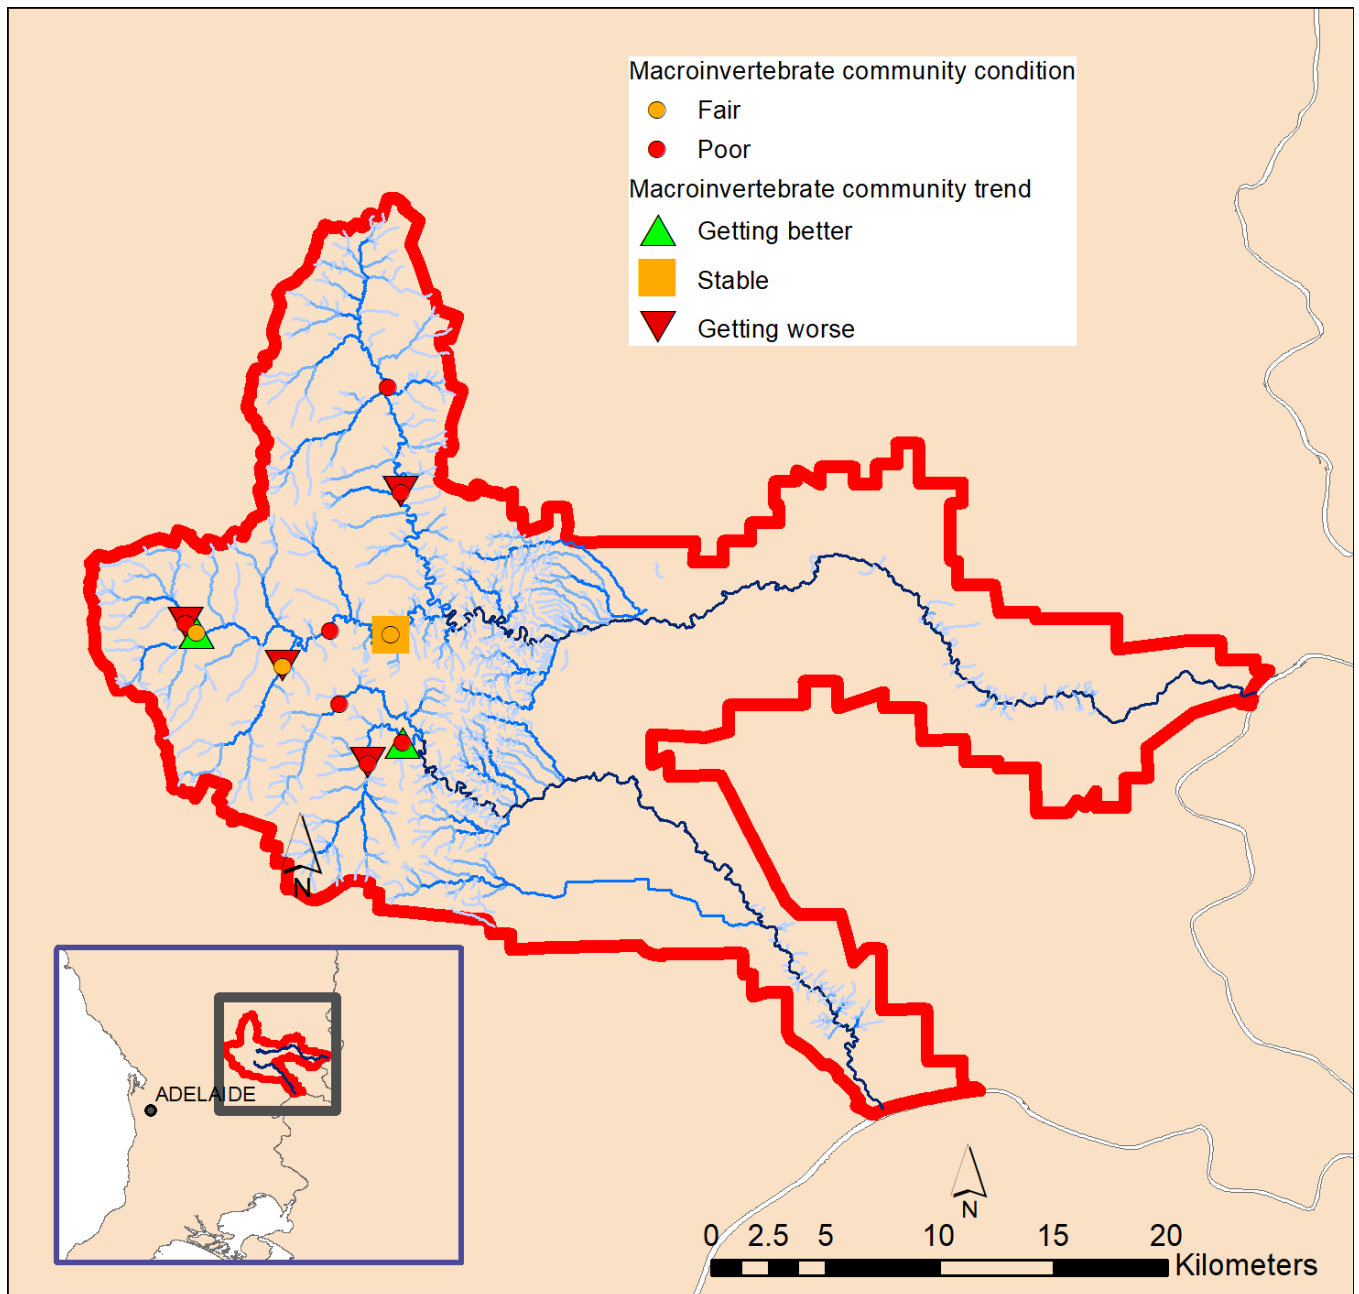 Macroinvertebrate community condition
Fair
Poor
Macroinvertebrate community trend
Getting better
Stable
Getting worse
N
ADELAIDE
N
0 2.5 5 10 15 20
Kilometers